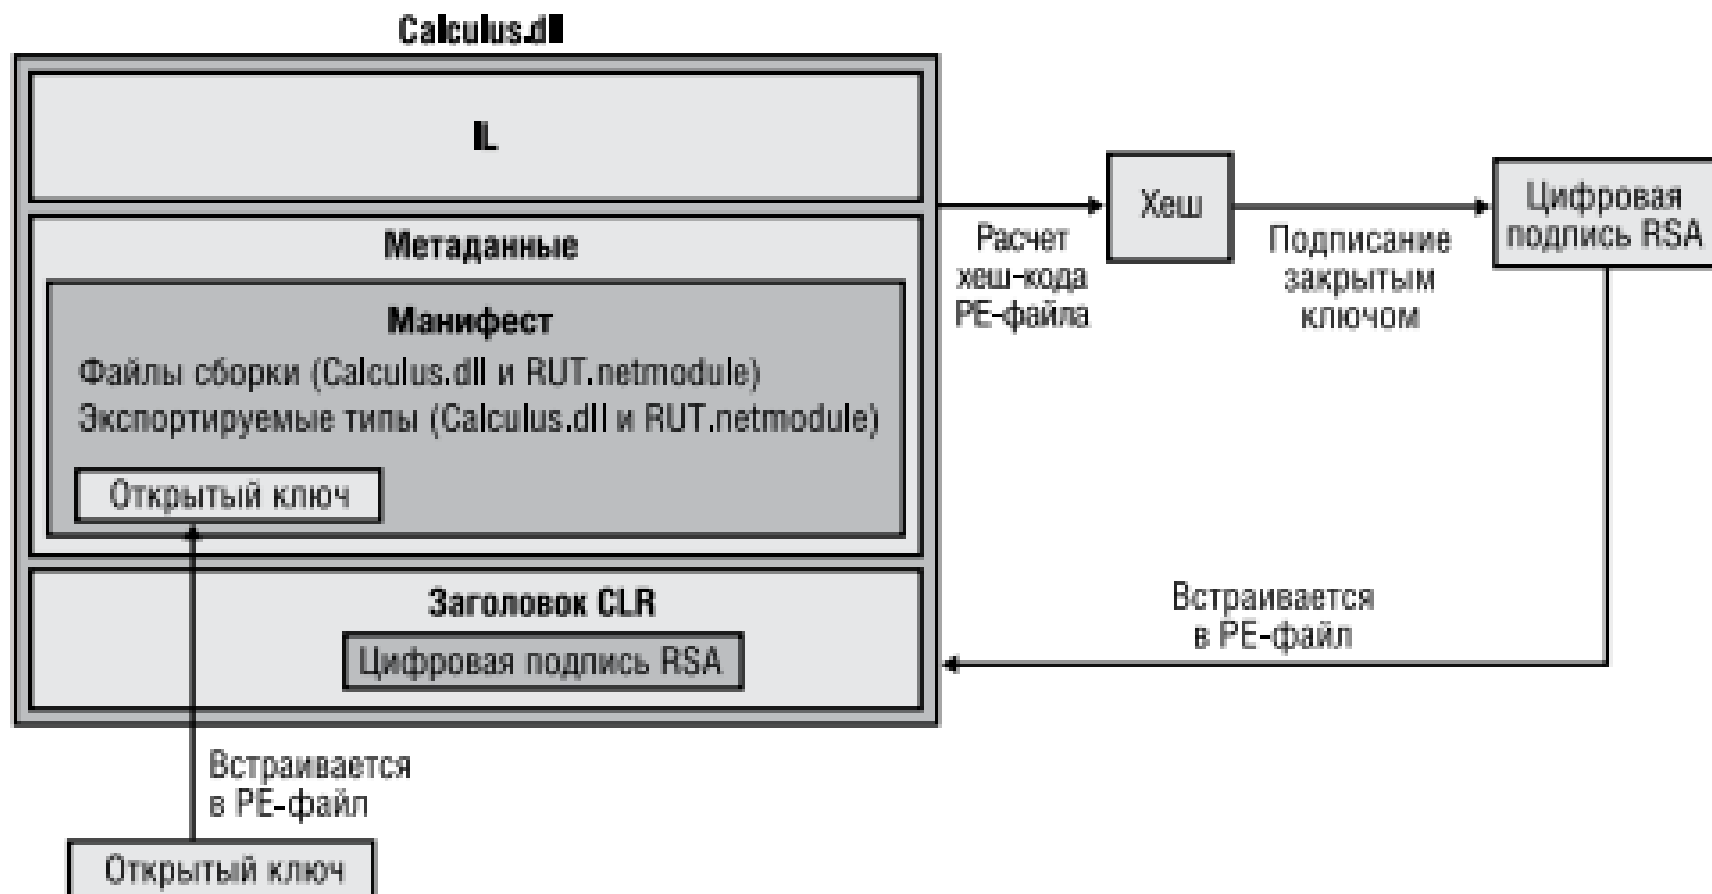 Calculus.dll
IL
Метаданные
Манифест
Файлы сборки (Calculus.dll и RUT.netmodule)
Экспортируемые типы (Calculus.dll и RUT.netmodule)
Открытый ключ
Заголовок CLR
Цифровая подпись RSA
Расчет
хеш-кода
PE-файла
Хеш
Подписание
закрытым
ключом
Цифровая
подпись RSA
Встраивается
в PE-файл
Встраивается
в PE-файл
Открытый ключ